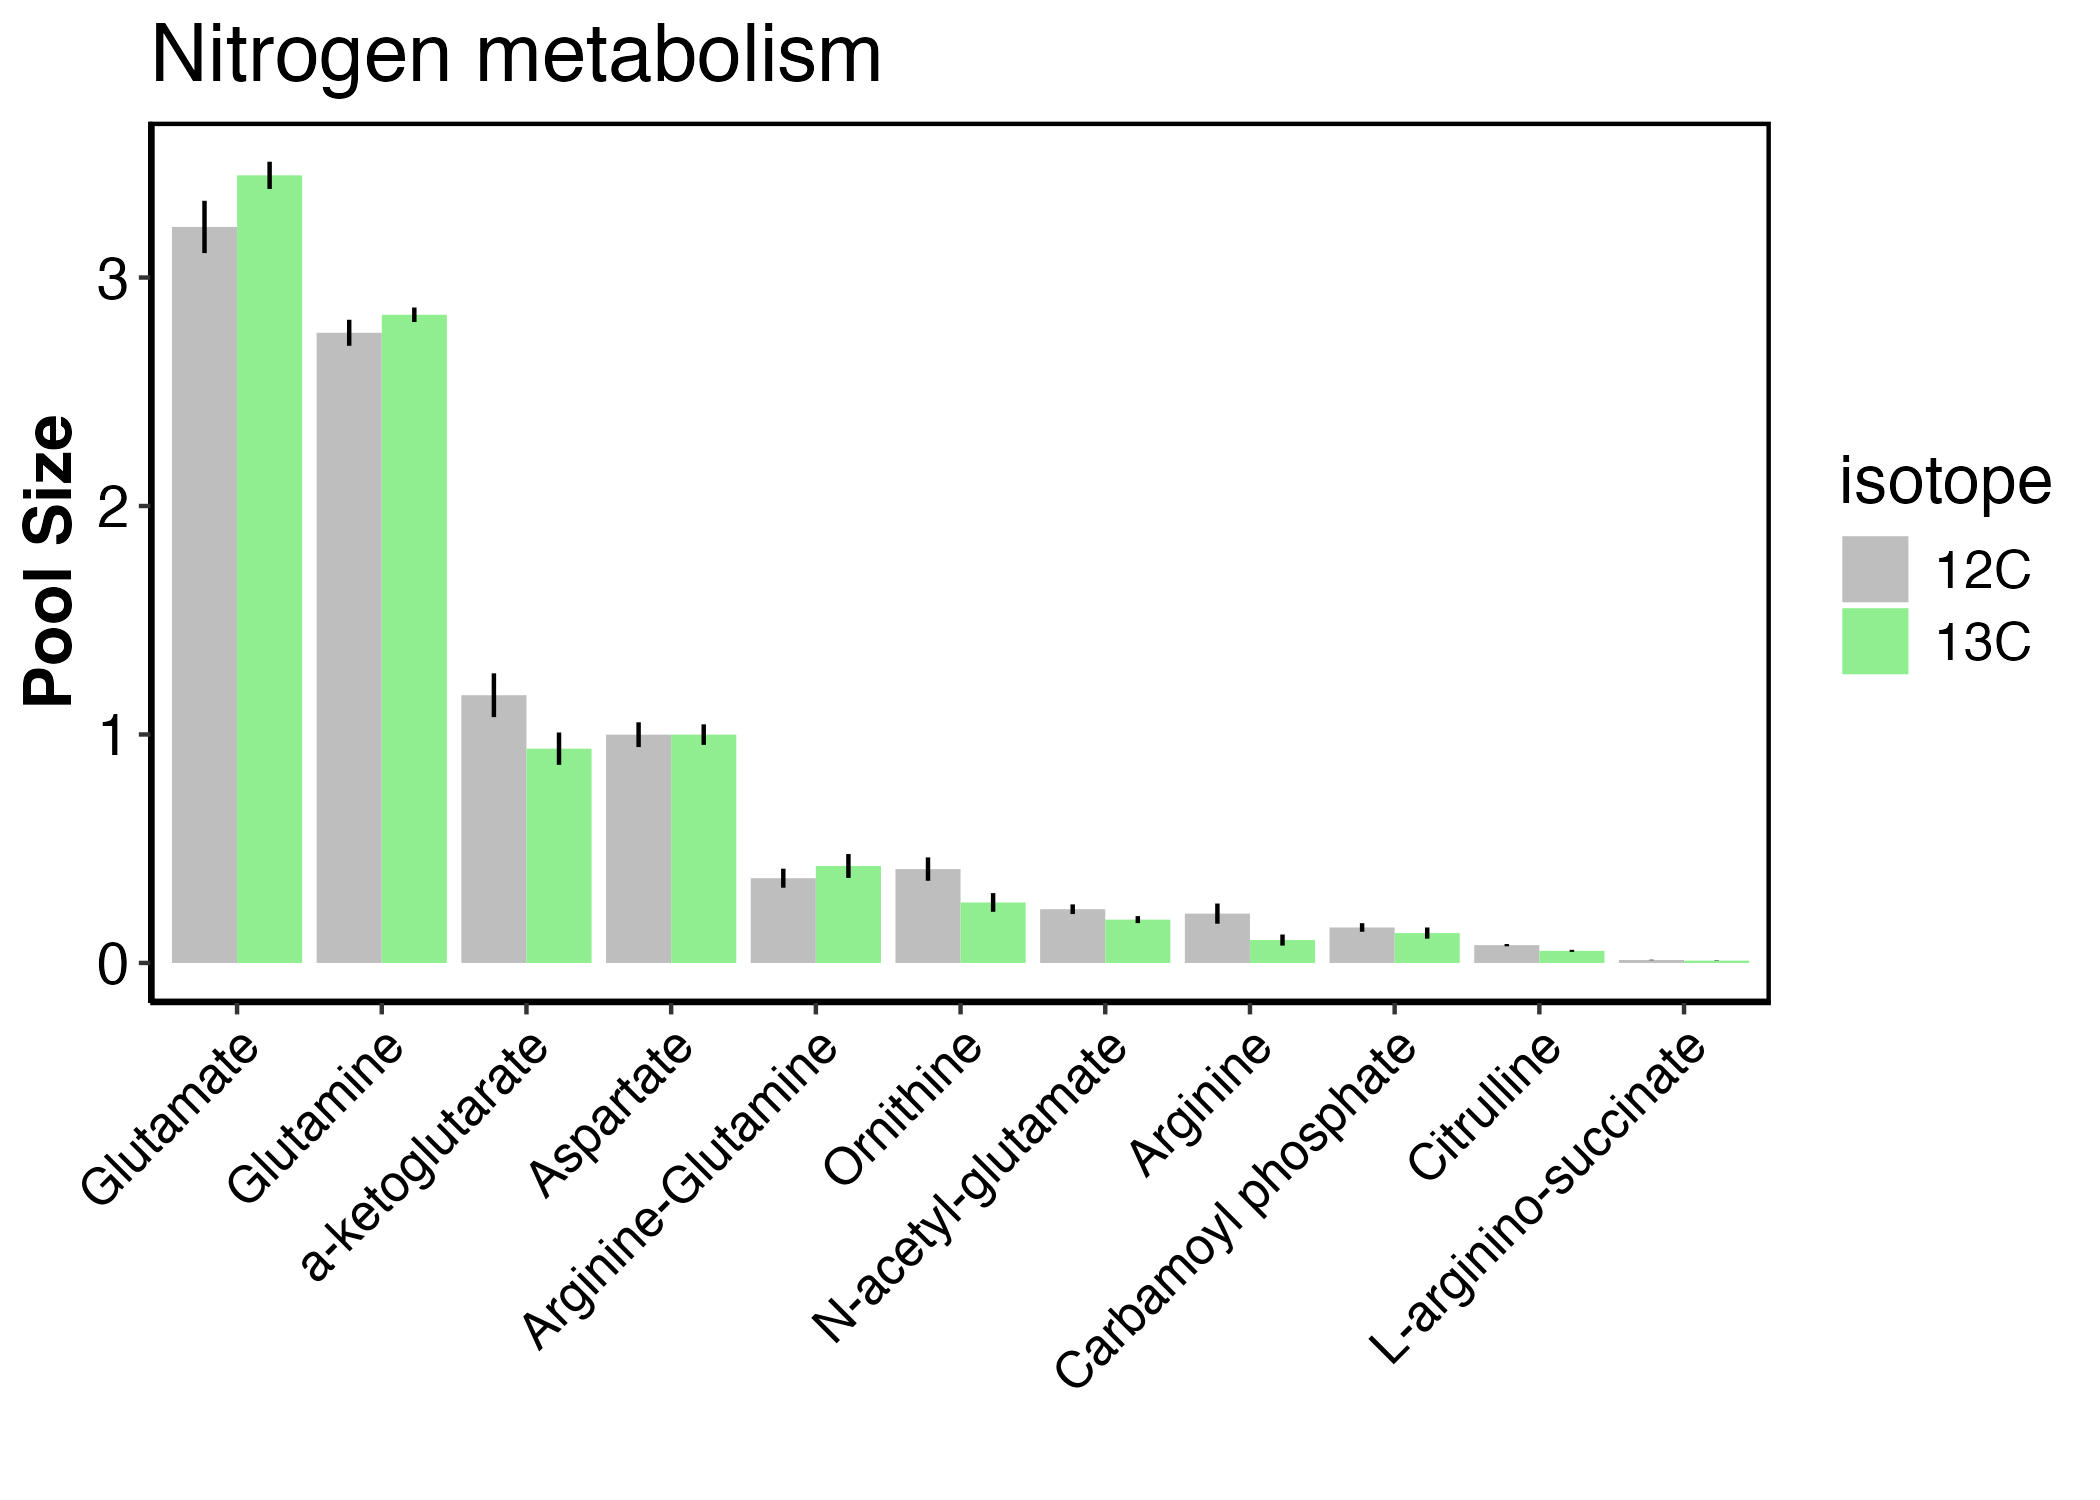 Nitrogen metabolism
Pool Size
3
2
1
0
Glutamate
Glutamine
a-ketoglutarate
Aspartate
Arginine-Glutamine
Ornithine
N-acetyl-glutamate
Arginine
Carbamoyl phosphate
Citrulline
L-arginino-succinate
isotope
12C
13C